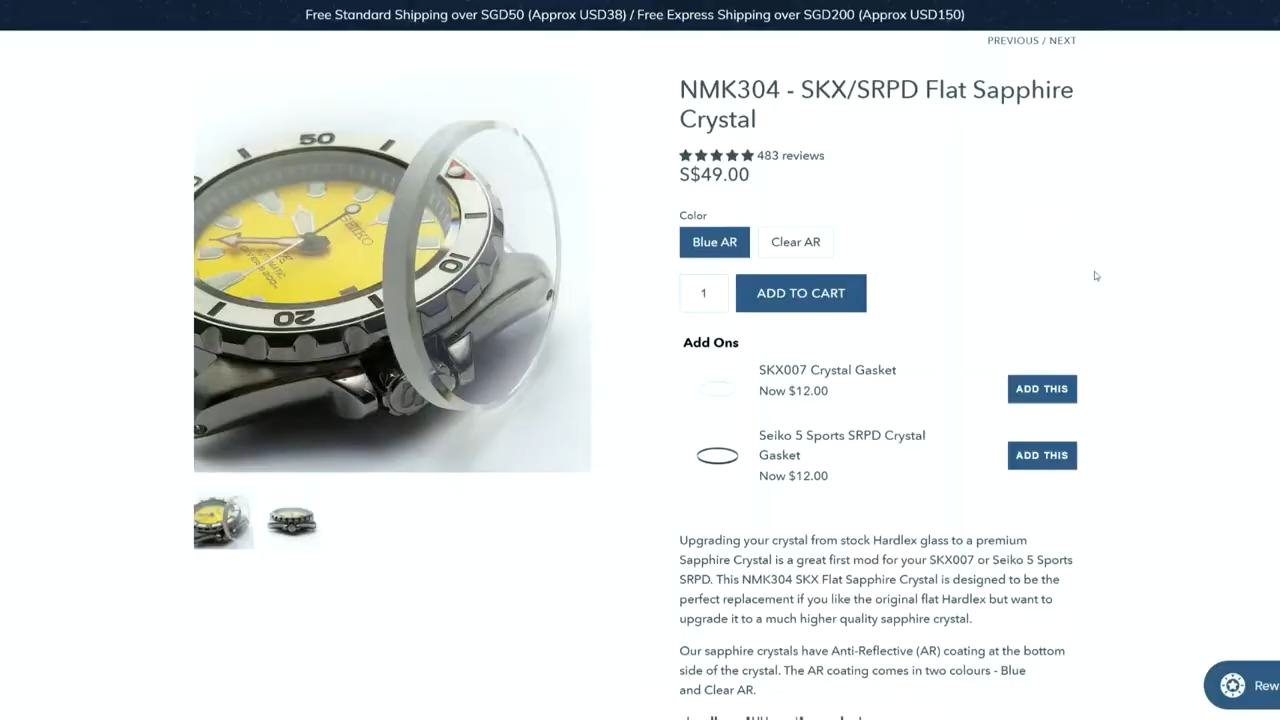 Free Standard Shipping over SGD50 (Approx USD38) / Free Express Shipping over SGD200 (Approx USD150)
PREVIOUS / NEXT
NMK304 - SKX/SRPD Flat Sapphire
Crystal
483 reviews
S$49.00
Color
Blue AR
Clear AR
1
ADD TO CART
Add Ons
SKX007 Crystal Gasket
Now $12.00
ADD THIS
Seiko 5 Sports SRPD Crystal
Gasket
Now $12.00
ADD THIS
Upgrading your crystal from stock Hardlex glass to a premium
Sapphire Crystal is a great first mod for your SKX007 or Seiko 5 Sports
SRPD. This NMK304 SKX Flat Sapphire Crystal is designed to be the
perfect replacement if you like the original flat Hardlex but want to
upgrade it to a much higher quality sapphire crystal.
Our sapphire crystals have Anti-Reflective (AR) coating at the bottom
side of the crystal. The AR coating comes in two colours - Blue
and Clear AR.
Rew
50
10
20
SEIKO